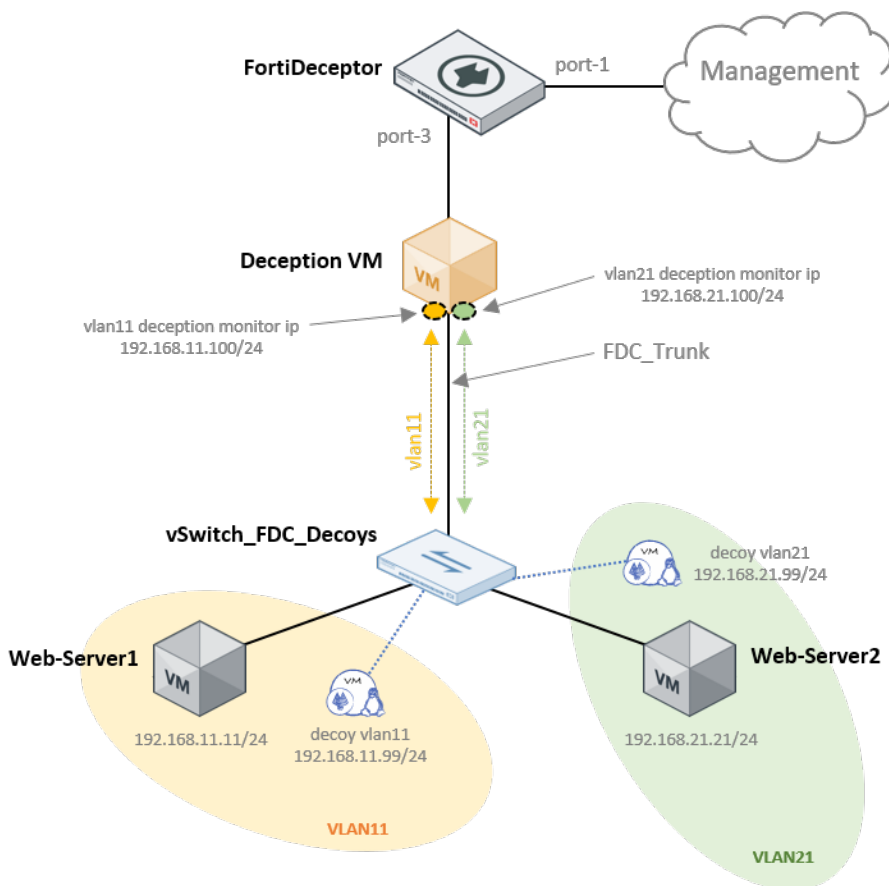 FortiDeceptor
port-1
Management
port-3
Deception VM
VM
vlan21 deception monitor ip
192.168.21.100/24
vlan11 deception monitor ip
192.168.11.100/24
FDC_Trunk
vlan11
vlan21
vSwitch_FDC_Decoys
VM
decoy vlan21
192.168.21.99/24
Web-Server1
VM
192.168.11.11/24
VM
decoy vlan11
192.168.11.99/24
Web-Server2
VM
192.168.21.21/24
VLAN11
VLAN21